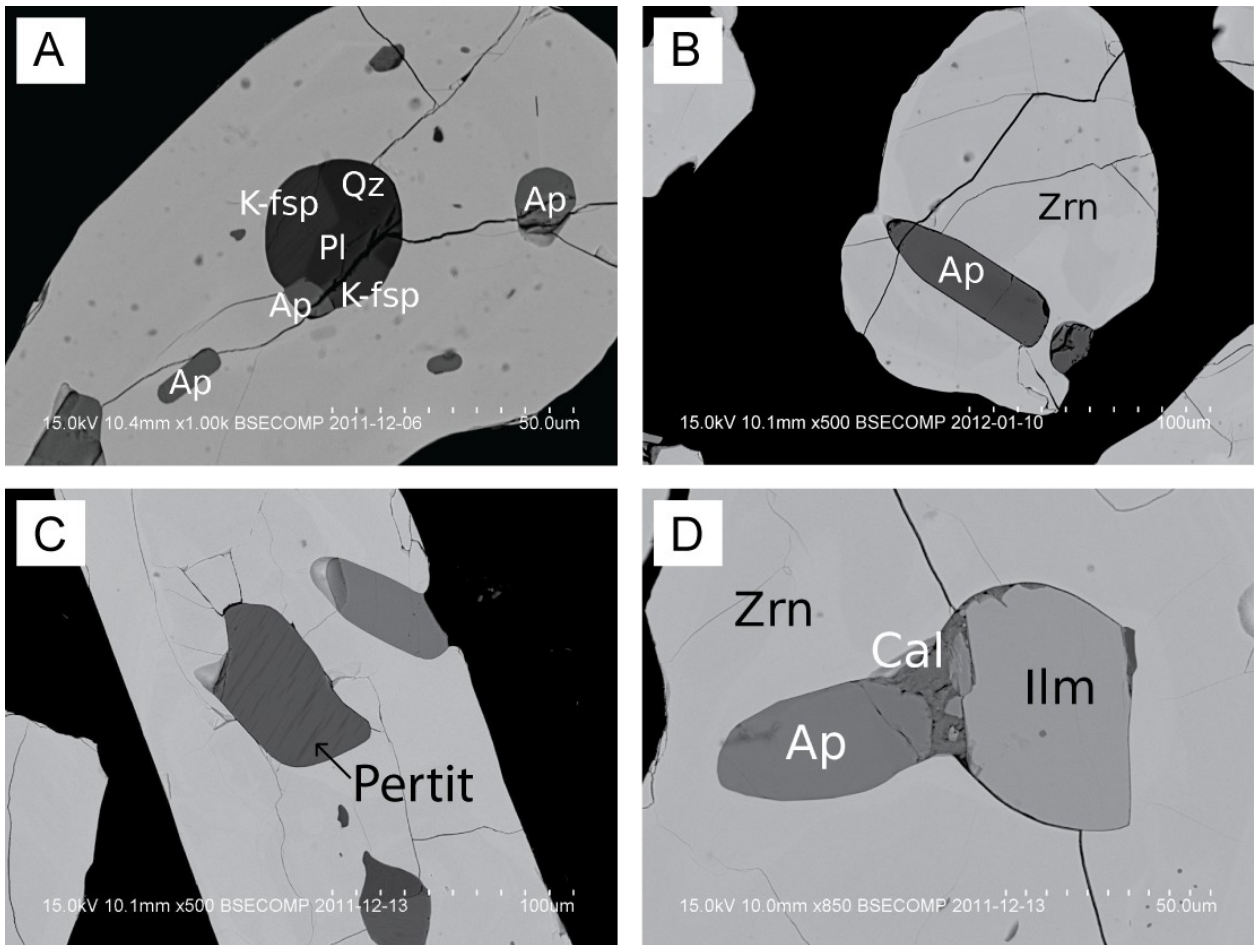 A
K-fsp
Qz
Ap
Pl
K-fsp
Ap
Ap
15.0kV 10.4mm x1.00k BSECOMP 2011-12-06
50.0um
B
Zrn
Ap
15.0kV 10.1mm x500 BSECOMP 2012-01-10
100um
C
Pertit
15.0kV 10.1mm x500 BSECOMP 2011-12-13
100um
D
Zrn
Cal
Ilm
Ap
15.0kV 10.0mm x850 BSECOMP 2011-12-13
50.0um